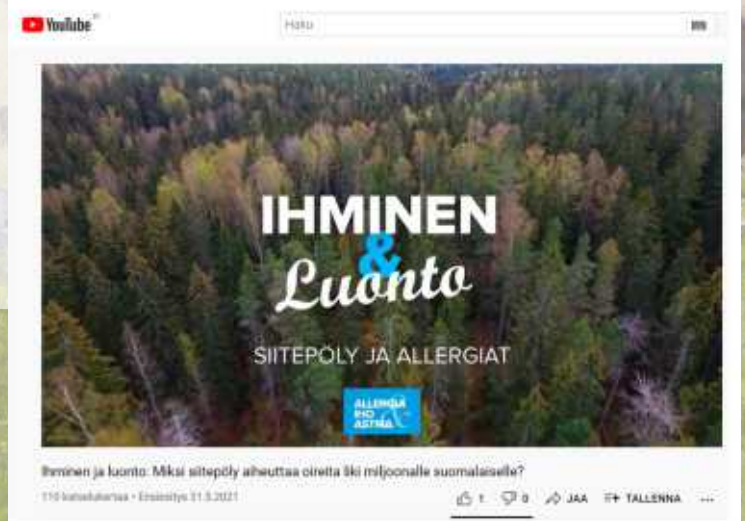 YouTube
Haku
IHMINEN
&
Luonto
SIITEPÖLY JA ALLERGIAT
ALLERGIA
IHO
ASTMA
Ihminen ja luonto: Miksi siitepöly aiheuttaa oireita liki miljoonalle suomalaiselle?
110 katselukertaa • Ensiesitys 31.5.2021
1
0
JAA
TALLENNA
...